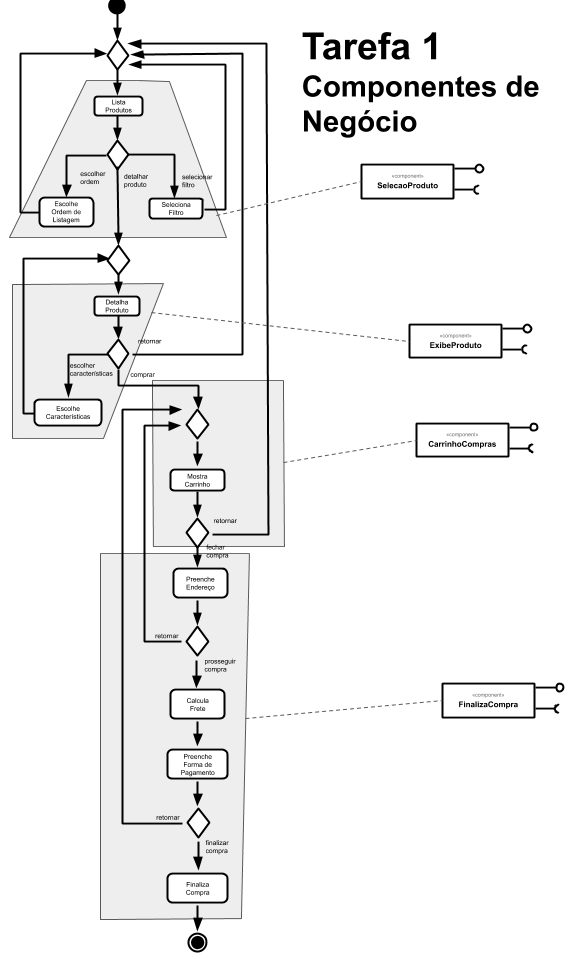 Tarefa 1
Componentes de
Negócio
Lista
Produtos
escolher
ordem
detalhar
produto
selecionar
filtro
Escolhe
Ordem de
Listagem
Seleciona
Filtro
«component»
SelecaoProduto
Detalha
Produto
retornar
escolher
características
comprar
Escolhe
Características
«component»
ExibeProduto
«component»
CarrinhoCompras
Mostra
Carrinho
retornar
fechar
compra
Preenche
Endereço
retornar
prosseguir
compra
Calcula
Frete
«component»
FinalizaCompra
Preenche
Forma de
Pagamento
retornar
finalizar
compra
Finaliza
Compra